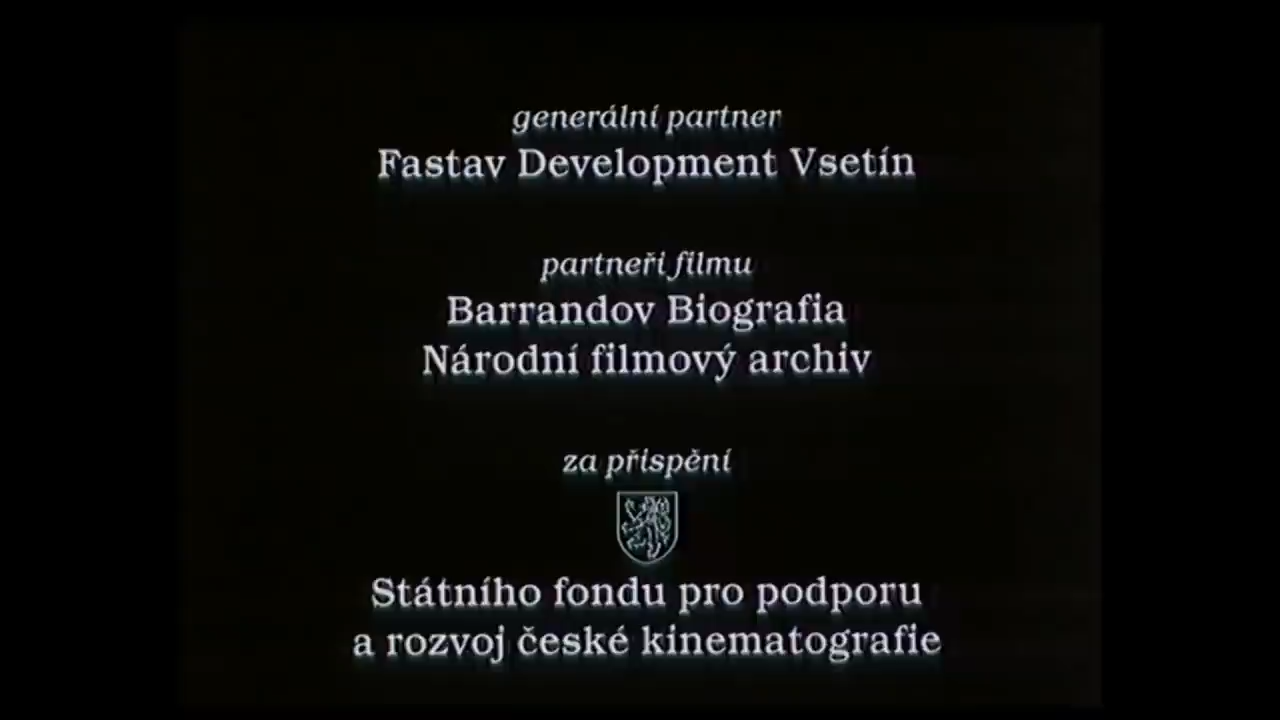 generální partner
Fastav Development Vsetín
partneři filmu
Barrandov Biografia
Národní filmový archiv
za přispění
Státního fondu pro podporu
a rozvoj české kinematografie